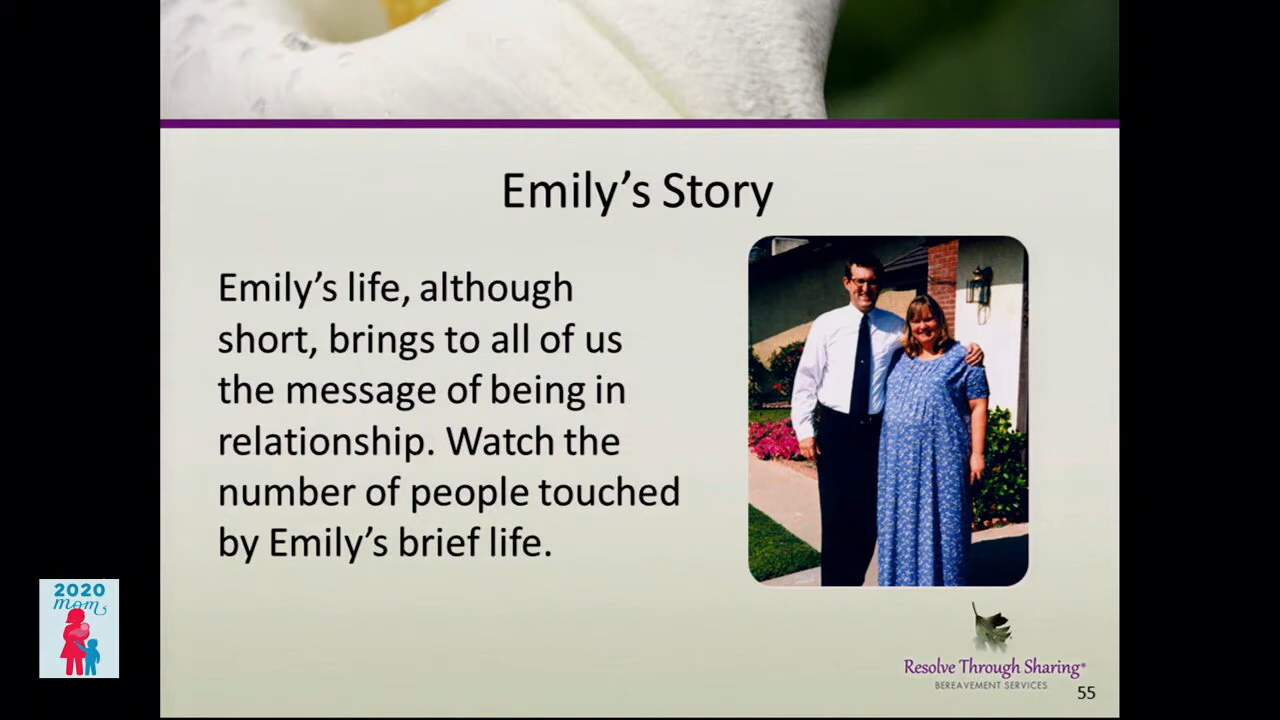 Emily’s Story
Emily’s life, although
short, brings to all of us
the message of being in
relationship. Watch the
number of people touched
by Emily’s brief life.
2020
mom
Resolve Through Sharing®
BEREAVEMENT SERVICES
55